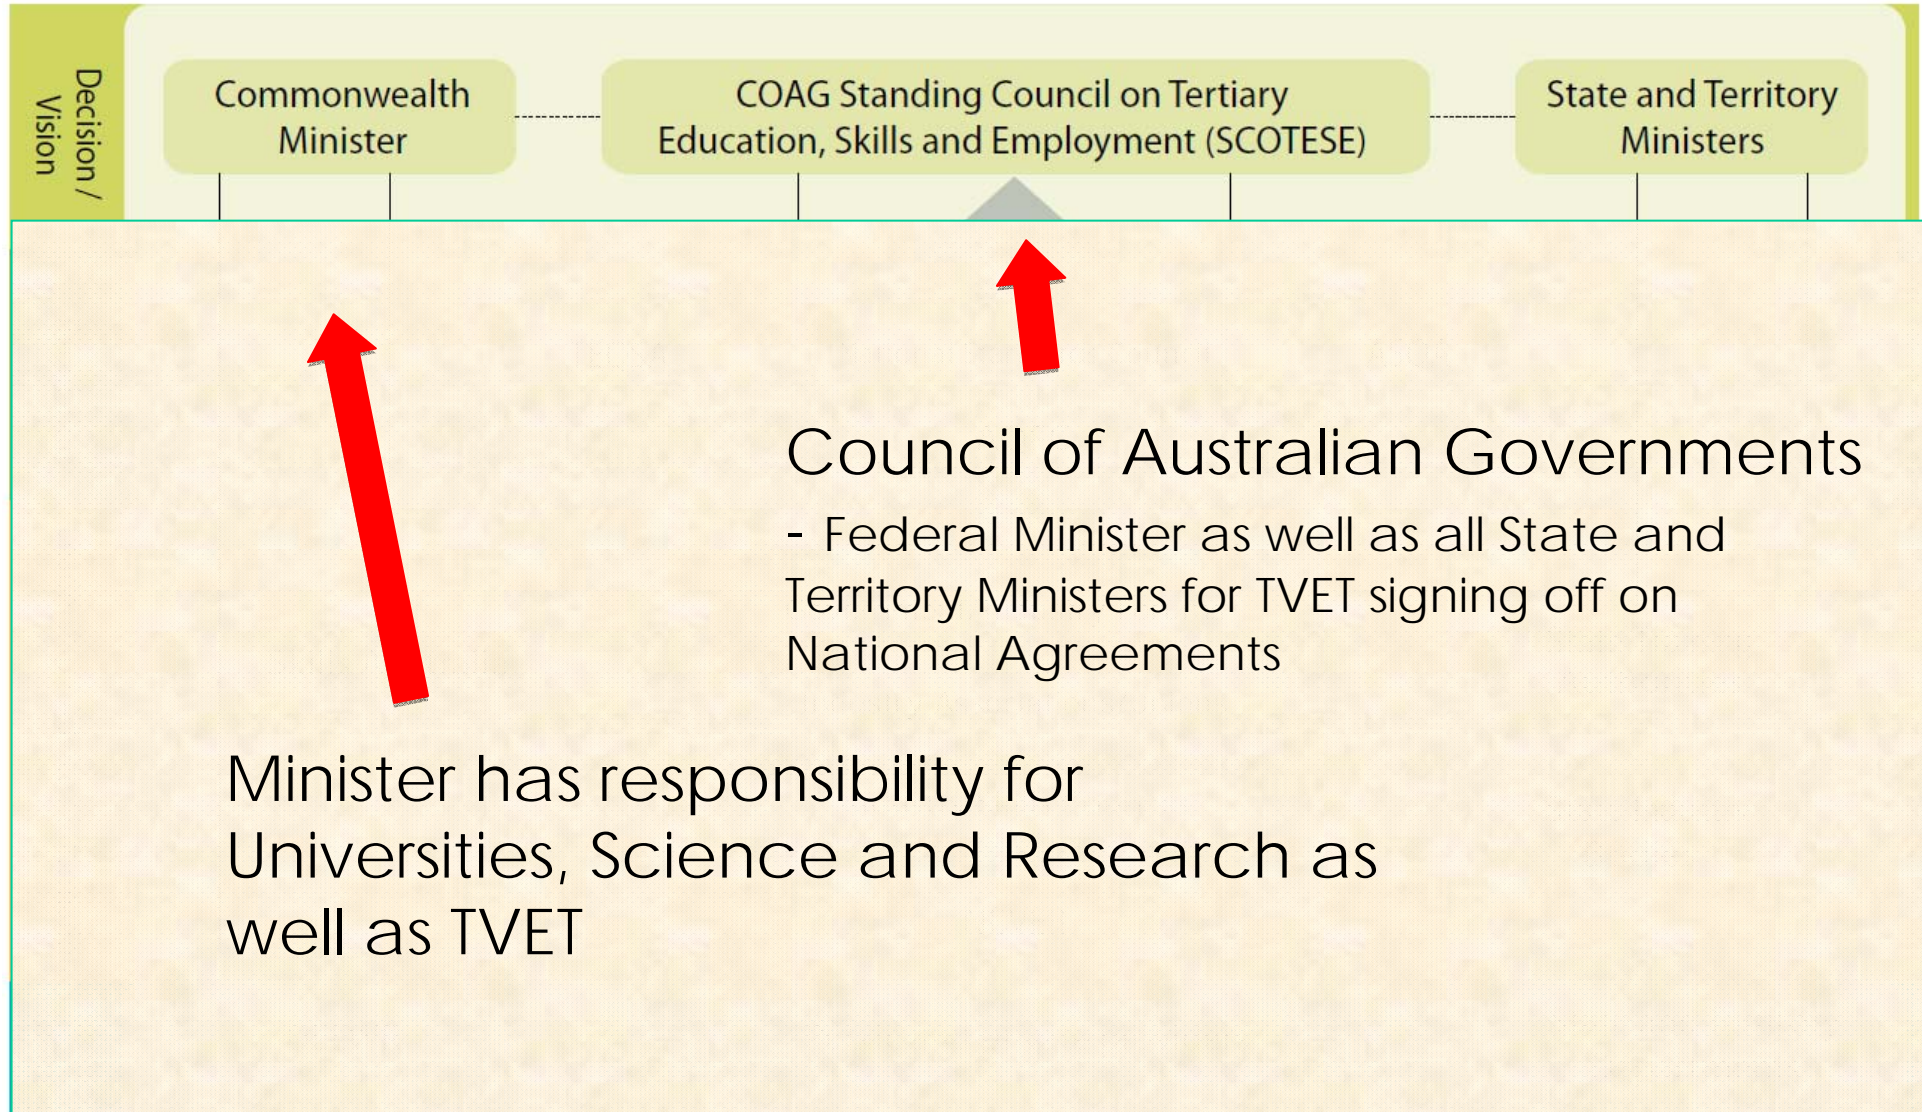 Decision /
Vision
Commonwealth
Minister
COAG Standing Council on Tertiary
Education, Skills and Employment (SCOTESE)
State and Territory
Ministers
Council of Australian Governments
- Federal Minister as well as all State and
Territory Ministers for TVET signing off on
National Agreements
Minister has responsibility for
Universities, Science and Research as
well as TVET